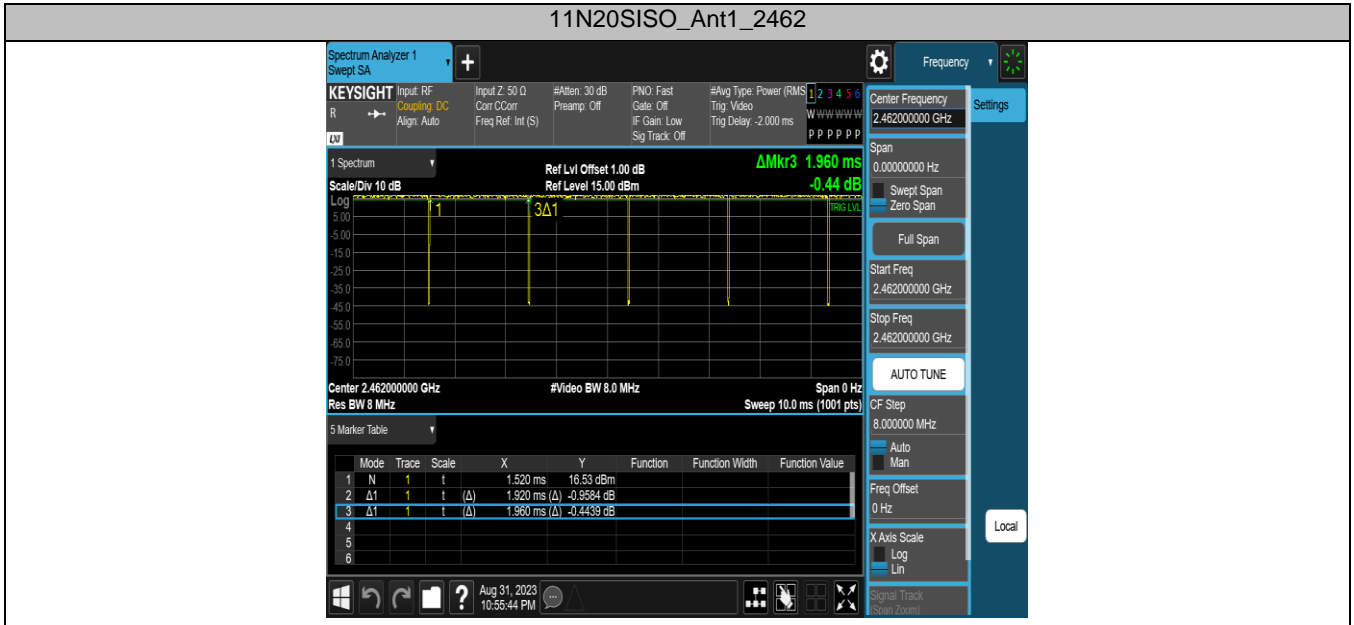 11N20SISO_Ant1_2462
Spectrum Analyzer 1
Swept SA
+
Frequency
KEYSIGHT
R
LXI
Input: RF
Coupling: DC
Align: Auto
Input Z: 50 Ω
Corr CCorr
Freq Ref: Int (S)
#Atten: 30 dB
Preamp: Off
PNO: Fast
Gate: Off
IF Gain: Low
Sig Track: Off
#Avg Type: Power (RMS
Trig: Video
Trig Delay: -2.000 ms
1 2 3 4 5 6
W W W W W W
P P P P P P
1 Spectrum
Scale/Div 10 dB
Ref Lvl Offset 1.00 dB
Ref Level 15.00 dBm
ΔMkr3 1.960 ms
-0.44 dB
Log
5.00
-5.00
-15.0
-25.0
-35.0
-45.0
-55.0
-65.0
-75.0
1
3Δ1
TRIG LVL
Center 2.462000000 GHz
Res BW 8 MHz
#Video BW 8.0 MHz
Span 0 Hz
Sweep 10.0 ms (1001 pts)
5 Marker Table
Mode Trace Scale X Y Function Function Width Function Value
1 N 1 t 1.520 ms 16.53 dBm
2 Δ1 1 t (Δ) 1.920 ms (Δ) -0.9584 dB
3 Δ1 1 t (Δ) 1.960 ms (Δ) -0.4439 dB
4
5
6
?
Aug 31, 2023
10:55:44 PM
Center Frequency
2.462000000 GHz
Span
0.00000000 Hz
Swept Span
Zero Span
Full Span
Start Freq
2.462000000 GHz
Stop Freq
2.462000000 GHz
AUTO TUNE
CF Step
8.000000 MHz
Auto
Man
Freq Offset
0 Hz
X Axis Scale
Log
Lin
Signal Track
(Span Zoom)
Settings
Local